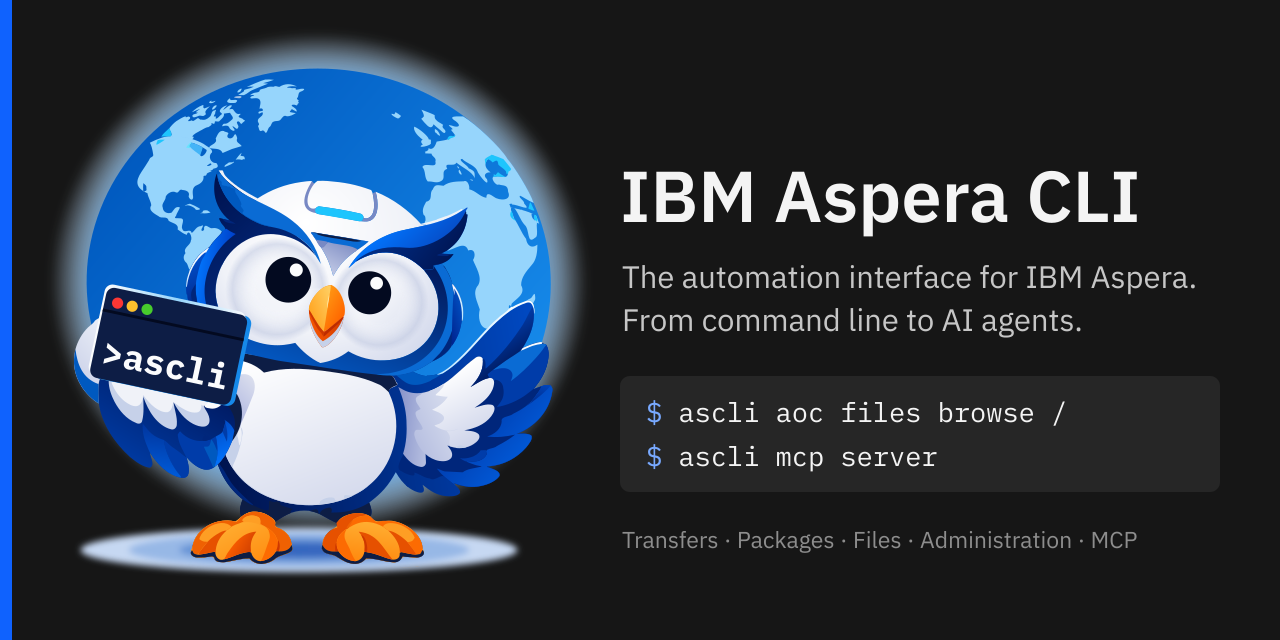 >ascli
IBM Aspera CLI
The automation interface for IBM Aspera.
From command line to AI agents.
$ ascli aoc files browse /
$ ascli mcp server
Transfers · Packages · Files · Administration · MCP